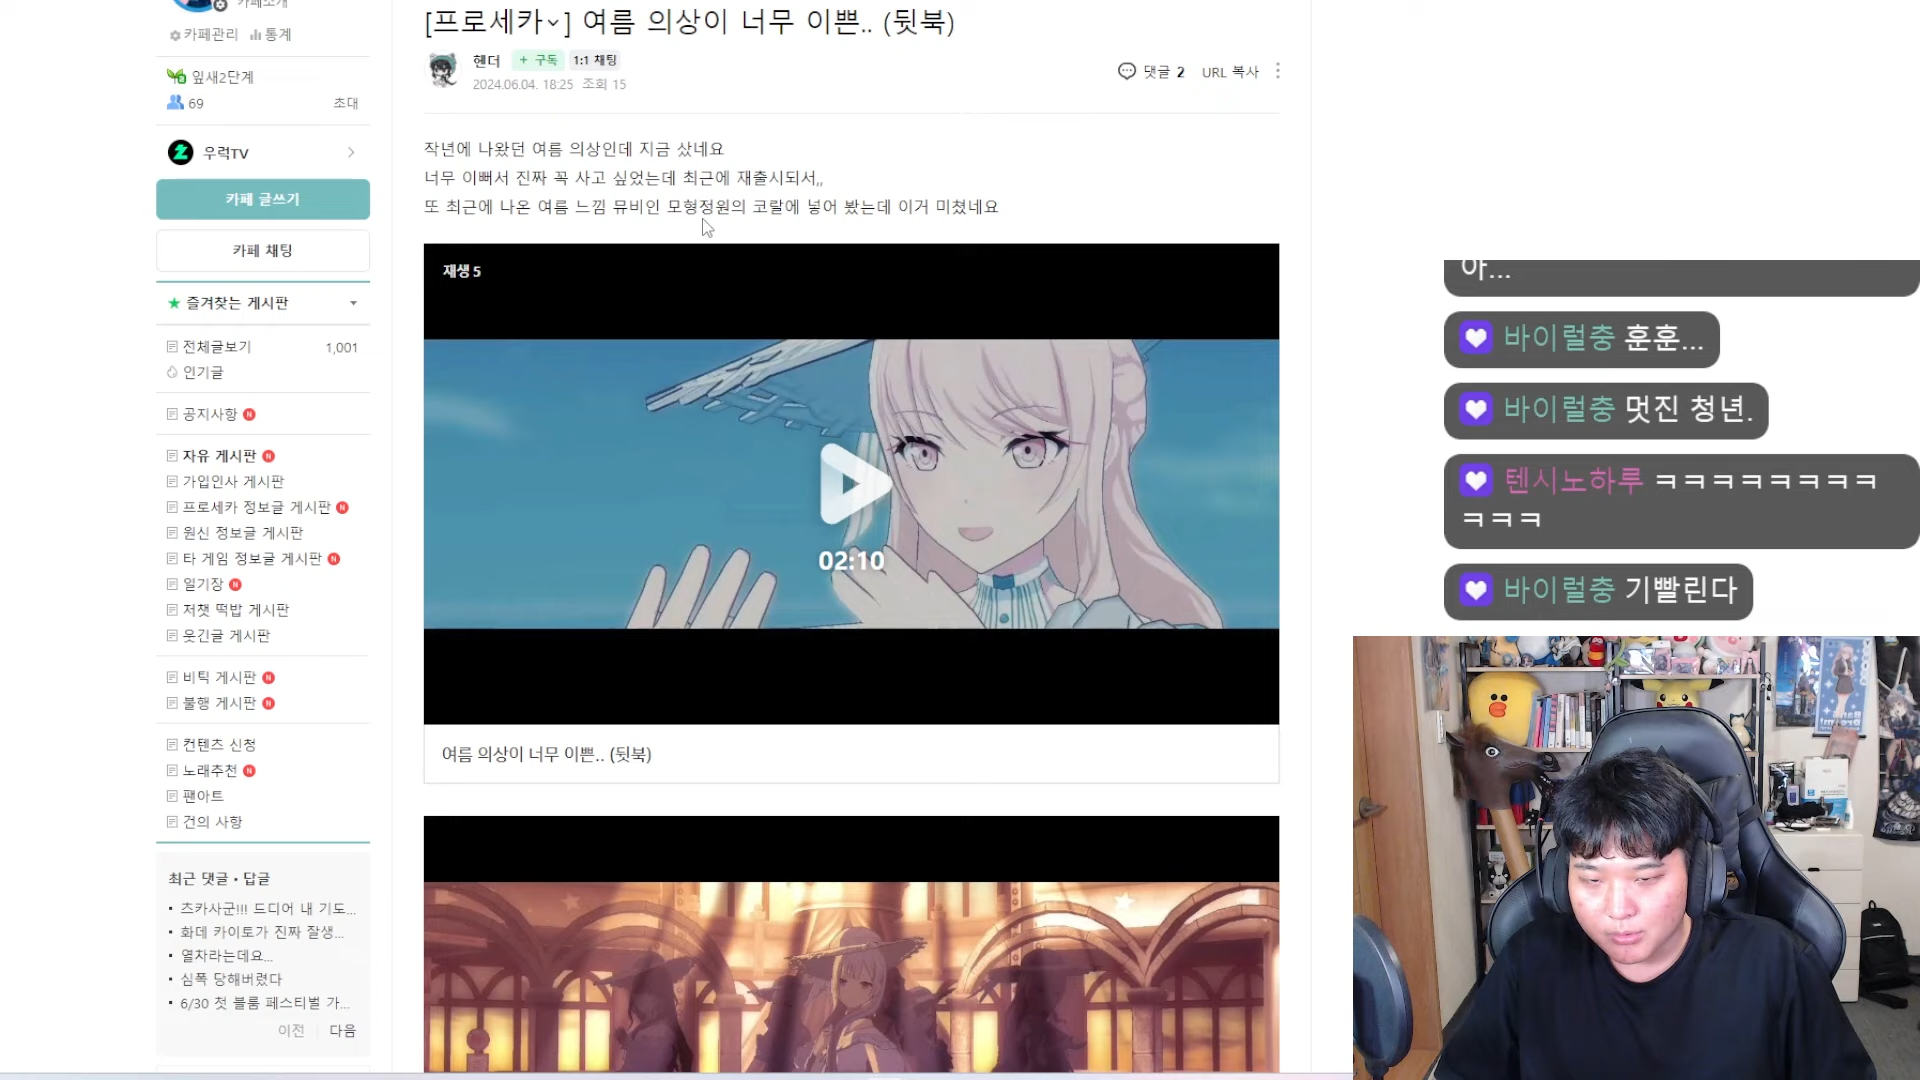 카페소개
카페관리 통계
잎새2단계
69 초대
우럭TV
카페 글쓰기
카페 채팅
즐겨찾는 게시판
전체글보기 1,001
인기글
공지사항 N
자유 게시판 N
가입인사 게시판
프로세카 정보글 게시판 N
원신 정보글 게시판
타 게임 정보글 게시판 N
일기장 N
저챗 떡밥 게시판
웃긴글 게시판
비틱 게시판 N
불행 게시판 N
컨텐츠 신청
노래추천 N
팬아트
건의 사항
최근 댓글 • 답글
• 츠카사군!!! 드디어 내 기도...
• 화데 카이토가 진짜 잘생...
• 열차라는데요...
• 심폭 당해버렸다
• 6/30 첫 블룸 페스티벌 가...
이전 다음
[프로세카] 여름 의상이 너무 이쁜.. (뒷북)
헨더 + 구독 1:1 채팅
2024.06.04. 18:25 조회 15
댓글 2 URL 복사
작년에 나왔던 여름 의상인데 지금 샀네요
너무 이뻐서 진짜 꼭 사고 싶었는데 최근에 재출시되서,,
또 최근에 나온 여름 느낌 뮤비인 모형정원의 코랄에 넣어 봤는데 이거 미쳤네요
재생 5
02:10
여름 의상이 너무 이쁜.. (뒷북)
아...
바이럴충 훈훈...
바이럴충 멋진 청년.
텐시노하루 ㅋㅋㅋㅋㅋㅋㅋㅋ
ㅋㅋㅋ
바이럴충 기빨린다